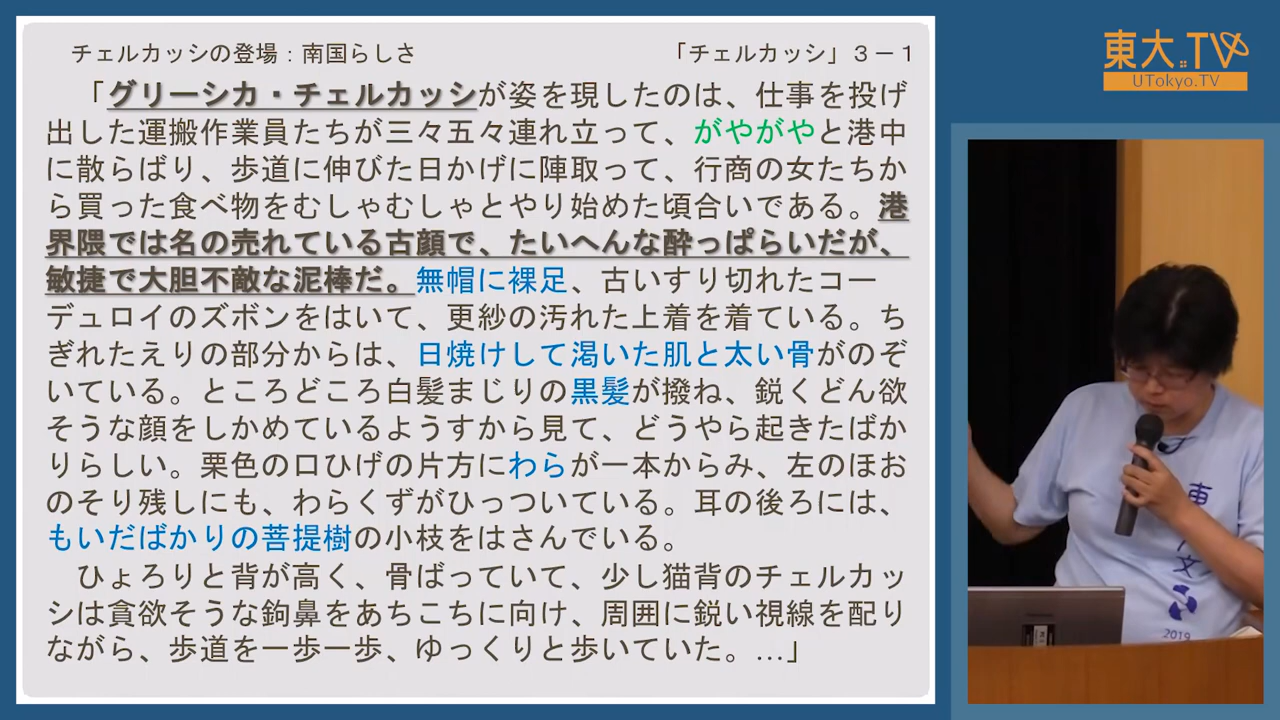 チェルカッシの登場：南国らしさ
「チェルカッシ」３－１
「グリーシカ・チェルカッシが姿を現したのは、仕事を投げ
出した運搬作業員たちが三々五々連れ立って、がやがやと港中
に散らばり、歩道に伸びた日かげに陣取って、行商の女たちか
ら買った食べ物をむしゃむしゃとやり始めた頃合いである。港
界隈では名の売れている古顔で、たいへんな酔っぱらいだが、
敏捷で大胆不敵な泥棒だ。無帽に裸足、古いすり切れたコー
デュロイのズボンをはいて、更紗の汚れた上着を着ている。ち
ぎれたえりの部分からは、日焼けして渇いた肌と太い骨がのぞ
いている。ところどころ白髪まじりの黒髪が撥ね、鋭くどん欲
そうな顔をしかめているようすから見て、どうやら起きたばか
りらしい。栗色の口ひげの片方にわらが一本からみ、左のほお
のそり残しにも、わらくずがひっついている。耳の後ろには、
もいだばかりの菩提樹の小枝をはさんでいる。
ひょろりと背が高く、骨ばっていて、少し猫背のチェルカッ
シは貪欲そうな鉤鼻をあちこちに向け、周囲に鋭い視線を配り
ながら、歩道を一歩一歩、ゆっくりと歩いていた。…」
東大.TV
UTokyo.TV
東
文
2019